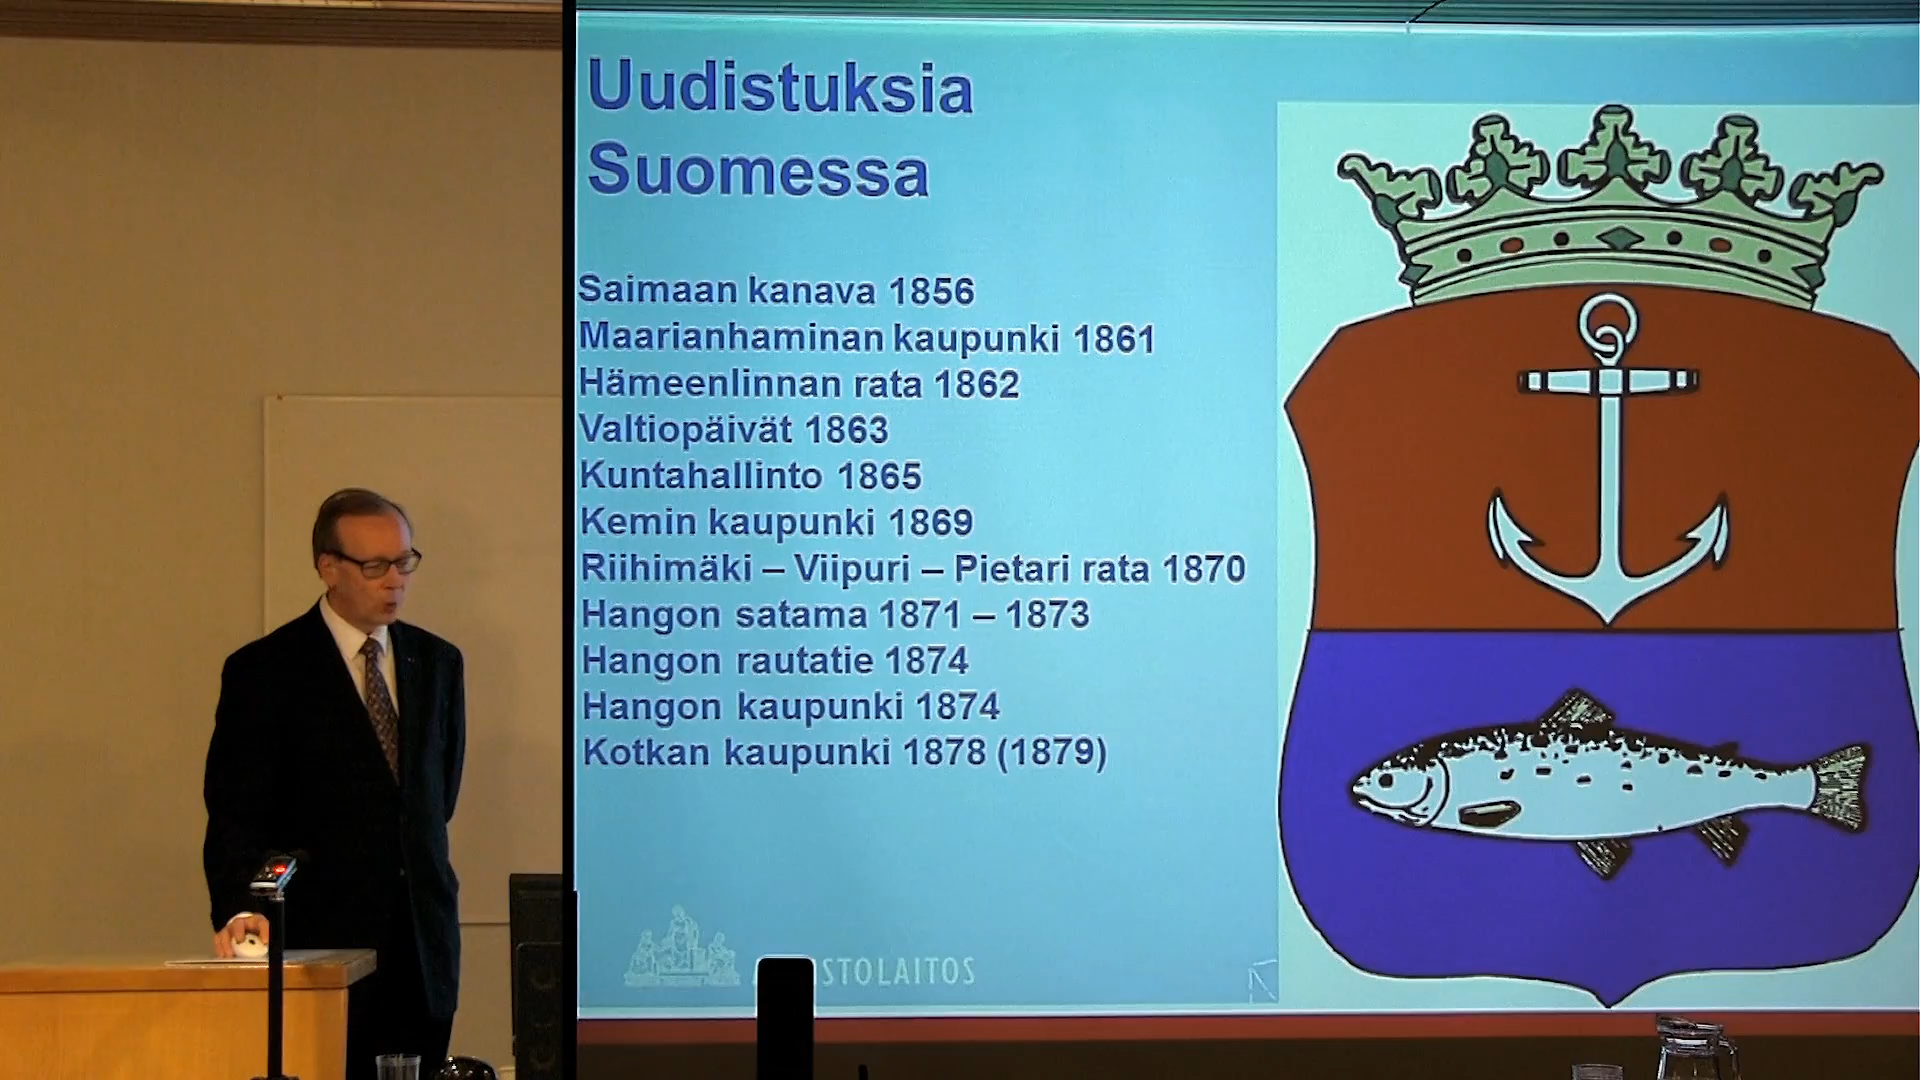 Uudistuksia
Suomessa
Saimaan kanava 1856
Maarianhaminan kaupunki 1861
Hämeenlinnan rata 1862
Valtiopäivät 1863
Kuntahallinto 1865
Kemin kaupunki 1869
Riihimäki – Viipuri – Pietari rata 1870
Hangon satama 1871 – 1873
Hangon rautatie 1874
Hangon kaupunki 1874
Kotkan kaupunki 1878 (1879)